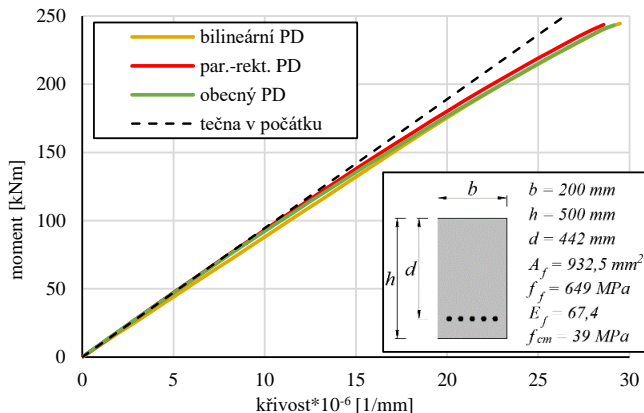 250
200
150
100
50
0
moment [kNm]
bilineární PD
par.-rekt. PD
obecný PD
tečna v počátku
b
h
d
b = 200 mm
h = 500 mm
d = 442 mm
A_f = 932,5 mm²
f_f = 649 MPa
E_f = 67,4
f_cm = 39 MPa
0 5 10 15 20 25 30
křivost*10⁻⁶ [1/mm]